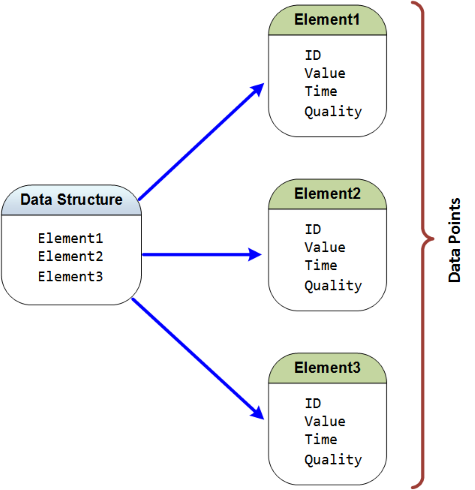 Data Structure
Element1
Element2
Element3
Element1
ID
Value
Time
Quality
Element2
ID
Value
Time
Quality
Element3
ID
Value
Time
Quality
Data Points